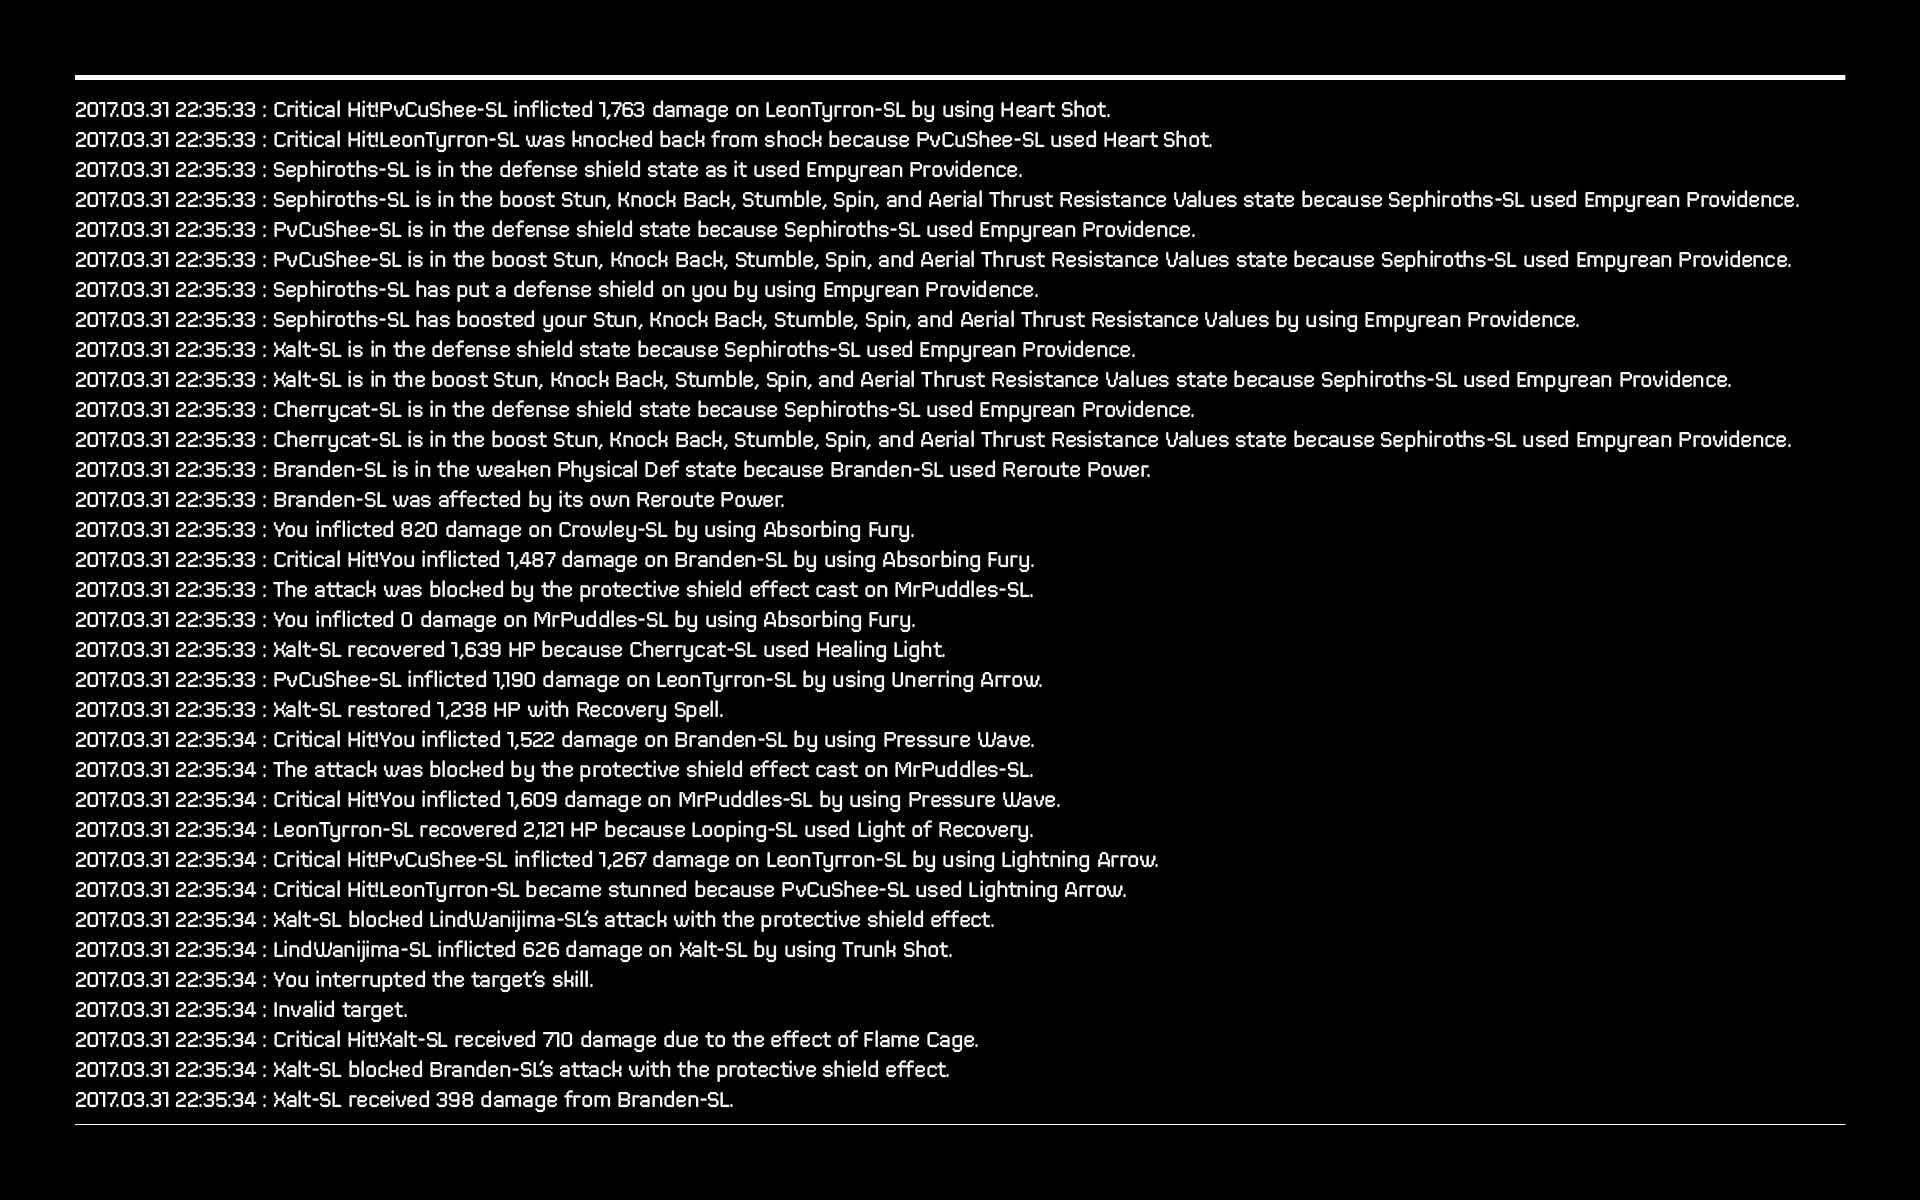 2017.03.31 22:35:33 : Critical Hit!PvCuShee-SL inflicted 1,763 damage on LeonTyrron-SL by using Heart Shot.
2017.03.31 22:35:33 : Critical Hit!LeonTyrron-SL was knocked back from shock because PvCuShee-SL used Heart Shot.
2017.03.31 22:35:33 : Sephiroths-SL is in the defense shield state as it used Empyrean Providence.
2017.03.31 22:35:33 : Sephiroths-SL is in the boost Stun, Knock Back, Stumble, Spin, and Aerial Thrust Resistance Values state because Sephiroths-SL used Empyrean Providence.
2017.03.31 22:35:33 : PvCuShee-SL is in the defense shield state because Sephiroths-SL used Empyrean Providence.
2017.03.31 22:35:33 : PvCuShee-SL is in the boost Stun, Knock Back, Stumble, Spin, and Aerial Thrust Resistance Values state because Sephiroths-SL used Empyrean Providence.
2017.03.31 22:35:33 : Sephiroths-SL has put a defense shield on you by using Empyrean Providence.
2017.03.31 22:35:33 : Sephiroths-SL has boosted your Stun, Knock Back, Stumble, Spin, and Aerial Thrust Resistance Values by using Empyrean Providence.
2017.03.31 22:35:33 : Xalt-SL is in the defense shield state because Sephiroths-SL used Empyrean Providence.
2017.03.31 22:35:33 : Xalt-SL is in the boost Stun, Knock Back, Stumble, Spin, and Aerial Thrust Resistance Values state because Sephiroths-SL used Empyrean Providence.
2017.03.31 22:35:33 : Cherrycat-SL is in the defense shield state because Sephiroths-SL used Empyrean Providence.
2017.03.31 22:35:33 : Cherrycat-SL is in the boost Stun, Knock Back, Stumble, Spin, and Aerial Thrust Resistance Values state because Sephiroths-SL used Empyrean Providence.
2017.03.31 22:35:33 : Branden-SL is in the weaken Physical Def state because Branden-SL used Reroute Power.
2017.03.31 22:35:33 : Branden-SL was affected by its own Reroute Power.
2017.03.31 22:35:33 : You inflicted 820 damage on Crowley-SL by using Absorbing Fury.
2017.03.31 22:35:33 : Critical Hit!You inflicted 1,487 damage on Branden-SL by using Absorbing Fury.
2017.03.31 22:35:33 : The attack was blocked by the protective shield effect cast on MrPuddles-SL.
2017.03.31 22:35:33 : You inflicted 0 damage on MrPuddles-SL by using Absorbing Fury.
2017.03.31 22:35:33 : Xalt-SL recovered 1,639 HP because Cherrycat-SL used Healing Light.
2017.03.31 22:35:33 : PvCuShee-SL inflicted 1,190 damage on LeonTyrron-SL by using Unerring Arrow.
2017.03.31 22:35:33 : Xalt-SL restored 1,238 HP with Recovery Spell.
2017.03.31 22:35:34 : Critical Hit!You inflicted 1,522 damage on Branden-SL by using Pressure Wave.
2017.03.31 22:35:34 : The attack was blocked by the protective shield effect cast on MrPuddles-SL.
2017.03.31 22:35:34 : Critical Hit!You inflicted 1,609 damage on MrPuddles-SL by using Pressure Wave.
2017.03.31 22:35:34 : LeonTyrron-SL recovered 2,121 HP because Looping-SL used Light of Recovery.
2017.03.31 22:35:34 : Critical Hit!PvCuShee-SL inflicted 1,267 damage on LeonTyrron-SL by using Lightning Arrow.
2017.03.31 22:35:34 : Critical Hit!LeonTyrron-SL became stunned because PvCuShee-SL used Lightning Arrow.
2017.03.31 22:35:34 : Xalt-SL blocked LindWanijima-SL's attack with the protective shield effect.
2017.03.31 22:35:34 : LindWanijima-SL inflicted 626 damage on Xalt-SL by using Trunk Shot.
2017.03.31 22:35:34 : You interrupted the target's skill.
2017.03.31 22:35:34 : Invalid target.
2017.03.31 22:35:34 : Critical Hit!Xalt-SL received 710 damage due to the effect of Flame Cage.
2017.03.31 22:35:34 : Xalt-SL blocked Branden-SL's attack with the protective shield effect.
2017.03.31 22:35:34 : Xalt-SL received 398 damage from Branden-SL.